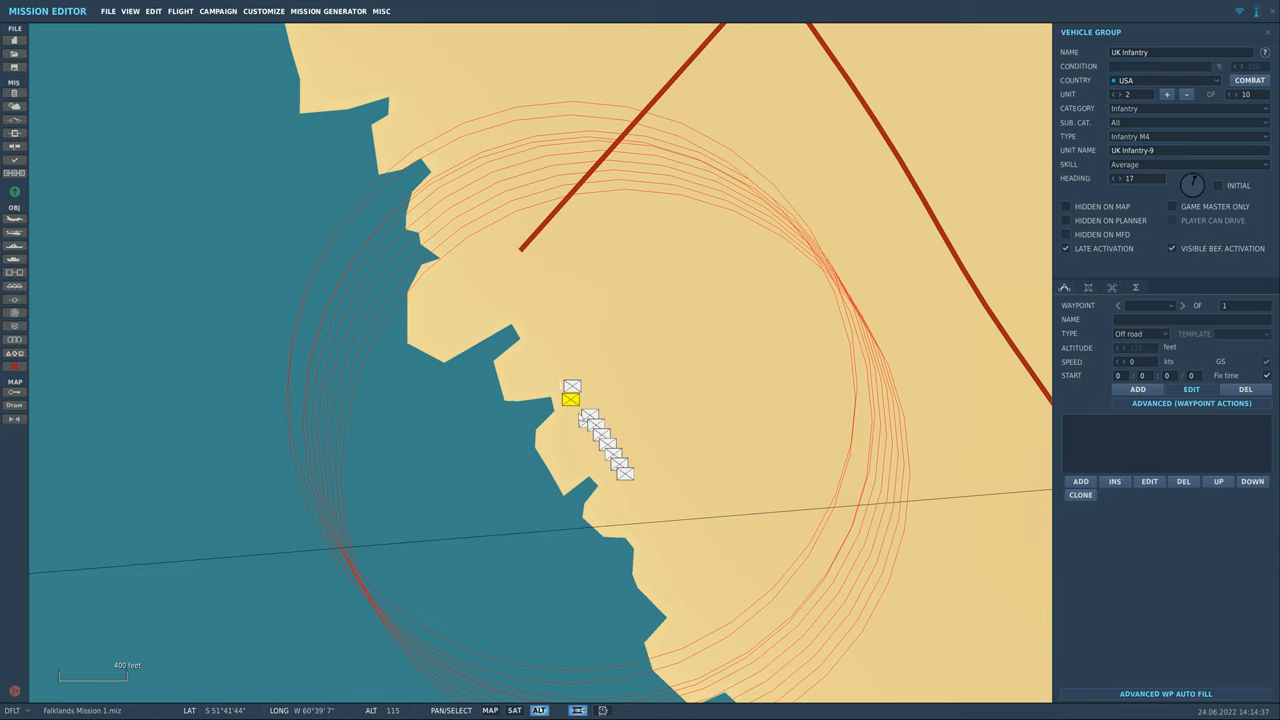 MISSION EDITOR FILE VIEW EDIT FLIGHT CAMPAIGN CUSTOMIZE MISSION GENERATOR MISC
FILE
MIS
OBJ
MAP
Draw
VEHICLE GROUP
NAME UK Infantry ?
CONDITION %
COUNTRY USA COMBAT
UNIT 2 + - OF 10
CATEGORY Infantry
SUB. CAT. All
TYPE Infantry M4
UNIT NAME UK Infantry-9
SKILL Average
HEADING 17 INITIAL
HIDDEN ON MAP GAME MASTER ONLY
HIDDEN ON PLANNER PLAYER CAN DRIVE
HIDDEN ON MFD
LATE ACTIVATION VISIBLE BEF. ACTIVATION
WAYPOINT OF 1
NAME
TYPE Off road TEMPLATE
ALTITUDE feet
SPEED 0 kts GS
START 0 : 0 : 0 / 0 Fix time
ADD EDIT DEL
ADVANCED (WAYPOINT ACTIONS)
ADD INS EDIT DEL UP DOWN
CLONE
400 feet
ADVANCED WP AUTO FILL
DFLT Falklands Mission 1.miz LAT S 51°41'44" LONG W 60°39' 7" ALT 115 PAN/SELECT MAP SAT ALT 24.06.2022 14:14:37